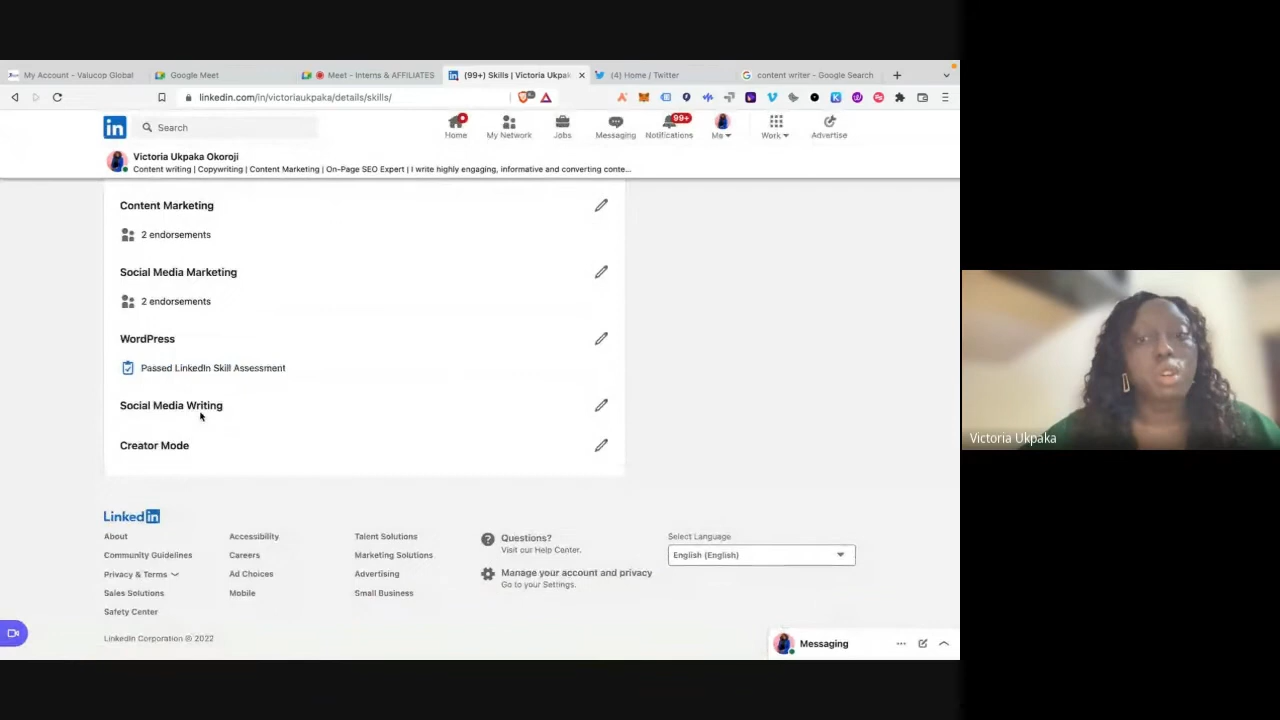 My Account - Valucop Global
Google Meet
Meet - Interns & AFFILIATES
(99+) Skills | Victoria Ukpak
(4) Home / Twitter
content writer - Google Search
linkedin.com/in/victoriaukpaka/details/skills/
in
Search
99+
Home
My Network
Jobs
Messaging
Notifications
Me
Work
Advertise
Victoria Ukpaka Okoroji
Content writing | Copywriting | Content Marketing | On-Page SEO Expert | I write highly engaging, informative and converting conte...
Content Marketing
2 endorsements
Social Media Marketing
2 endorsements
WordPress
Passed LinkedIn Skill Assessment
Social Media Writing
Creator Mode
Victoria Ukpaka
LinkedIn
About
Accessibility
Talent Solutions
Questions?
Visit our Help Center.
Select Language
English (English)
Community Guidelines
Careers
Marketing Solutions
Privacy & Terms
Ad Choices
Advertising
Manage your account and privacy
Go to your Settings.
Sales Solutions
Mobile
Small Business
Safety Center
LinkedIn Corporation © 2022
Messaging